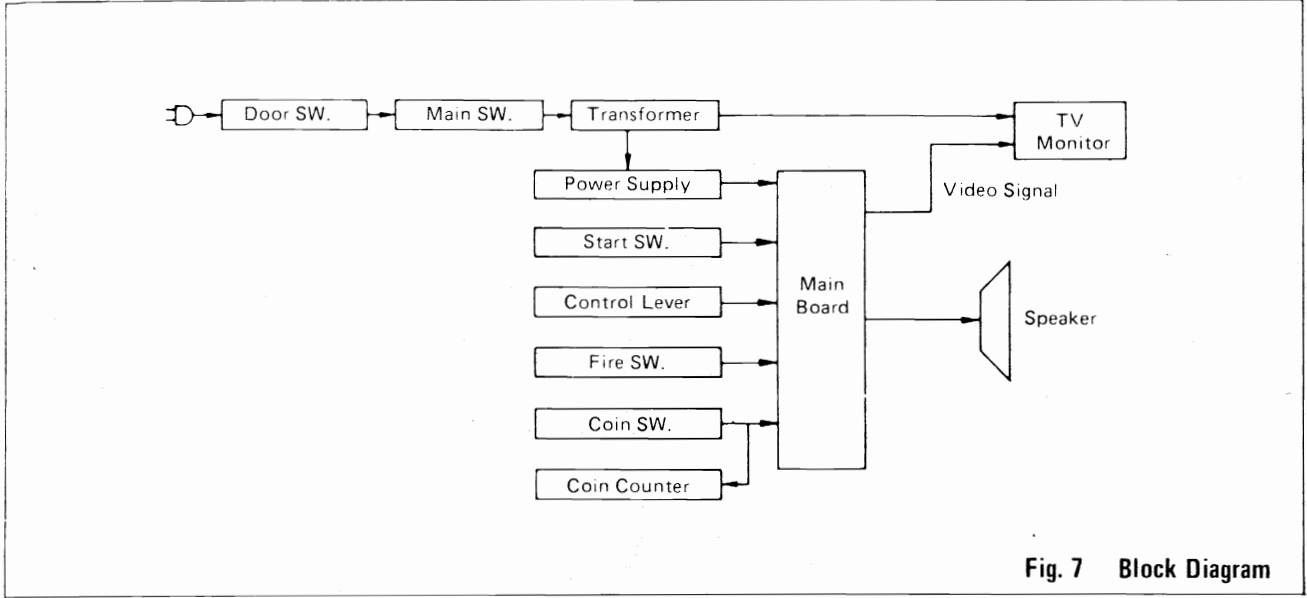 Door SW.
Main SW.
Transformer
TV
Monitor
Power Supply
Video Signal
Start SW.
Main
Board
Control Lever
Speaker
Fire SW.
Coin SW.
Coin Counter
Fig. 7 Block Diagram